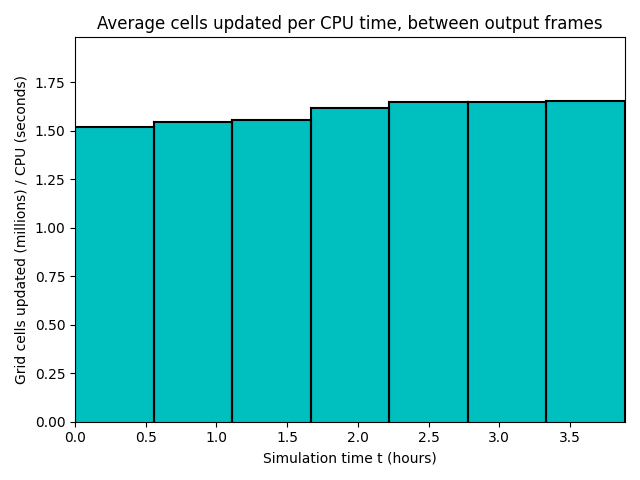 Average cells updated per CPU time, between output frames
Grid cells updated (millions) / CPU (seconds)
1.75
1.50
1.25
1.00
0.75
0.50
0.25
0.00
0.0 0.5 1.0 1.5 2.0 2.5 3.0 3.5
Simulation time t (hours)